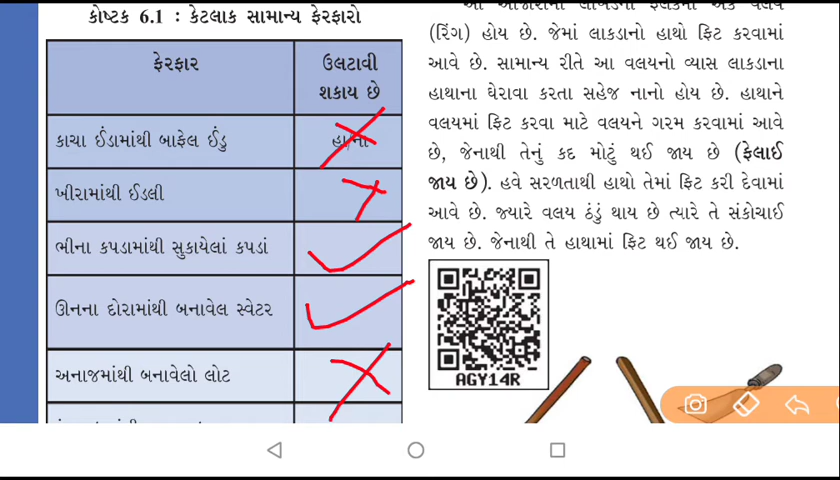 કોષ્ટક 6.1 : કેટલાક સામાન્ય ફેરફારો
ફેરફાર
ઉલટાવી
શકાય છે
કાચા ઈંડામાંથી બાફેલ ઈંડુ
હા/ના
ખીરામાંથી ઈડલી
ભીના કપડામાંથી સુકાયેલાં કપડાં
ઊનના દોરામાંથી બનાવેલ સ્વેટર
અનાજમાંથી બનાવેલો લોટ
(રિંગ) હોય છે. જેમાં લાકડાનો હાથો ફિટ કરવામાં
આવે છે. સામાન્ય રીતે આ વલયનો વ્યાસ લાકડાના
હાથાના ઘેરાવા કરતા સહેજ નાનો હોય છે. હાથાને
વલયમાં ફિટ કરવા માટે વલયને ગરમ કરવામાં આવે
છે, જેનાથી તેનું કદ મોટું થઈ જાય છે (ફેલાઈ
જાય છે). હવે સરળતાથી હાથો તેમાં ફિટ કરી દેવામાં
આવે છે. જ્યારે વલય ઠંડું થાય છે ત્યારે તે સંકોચાઈ
જાય છે. જેનાથી તે હાથામાં ફિટ થઈ જાય છે.
AGY14R